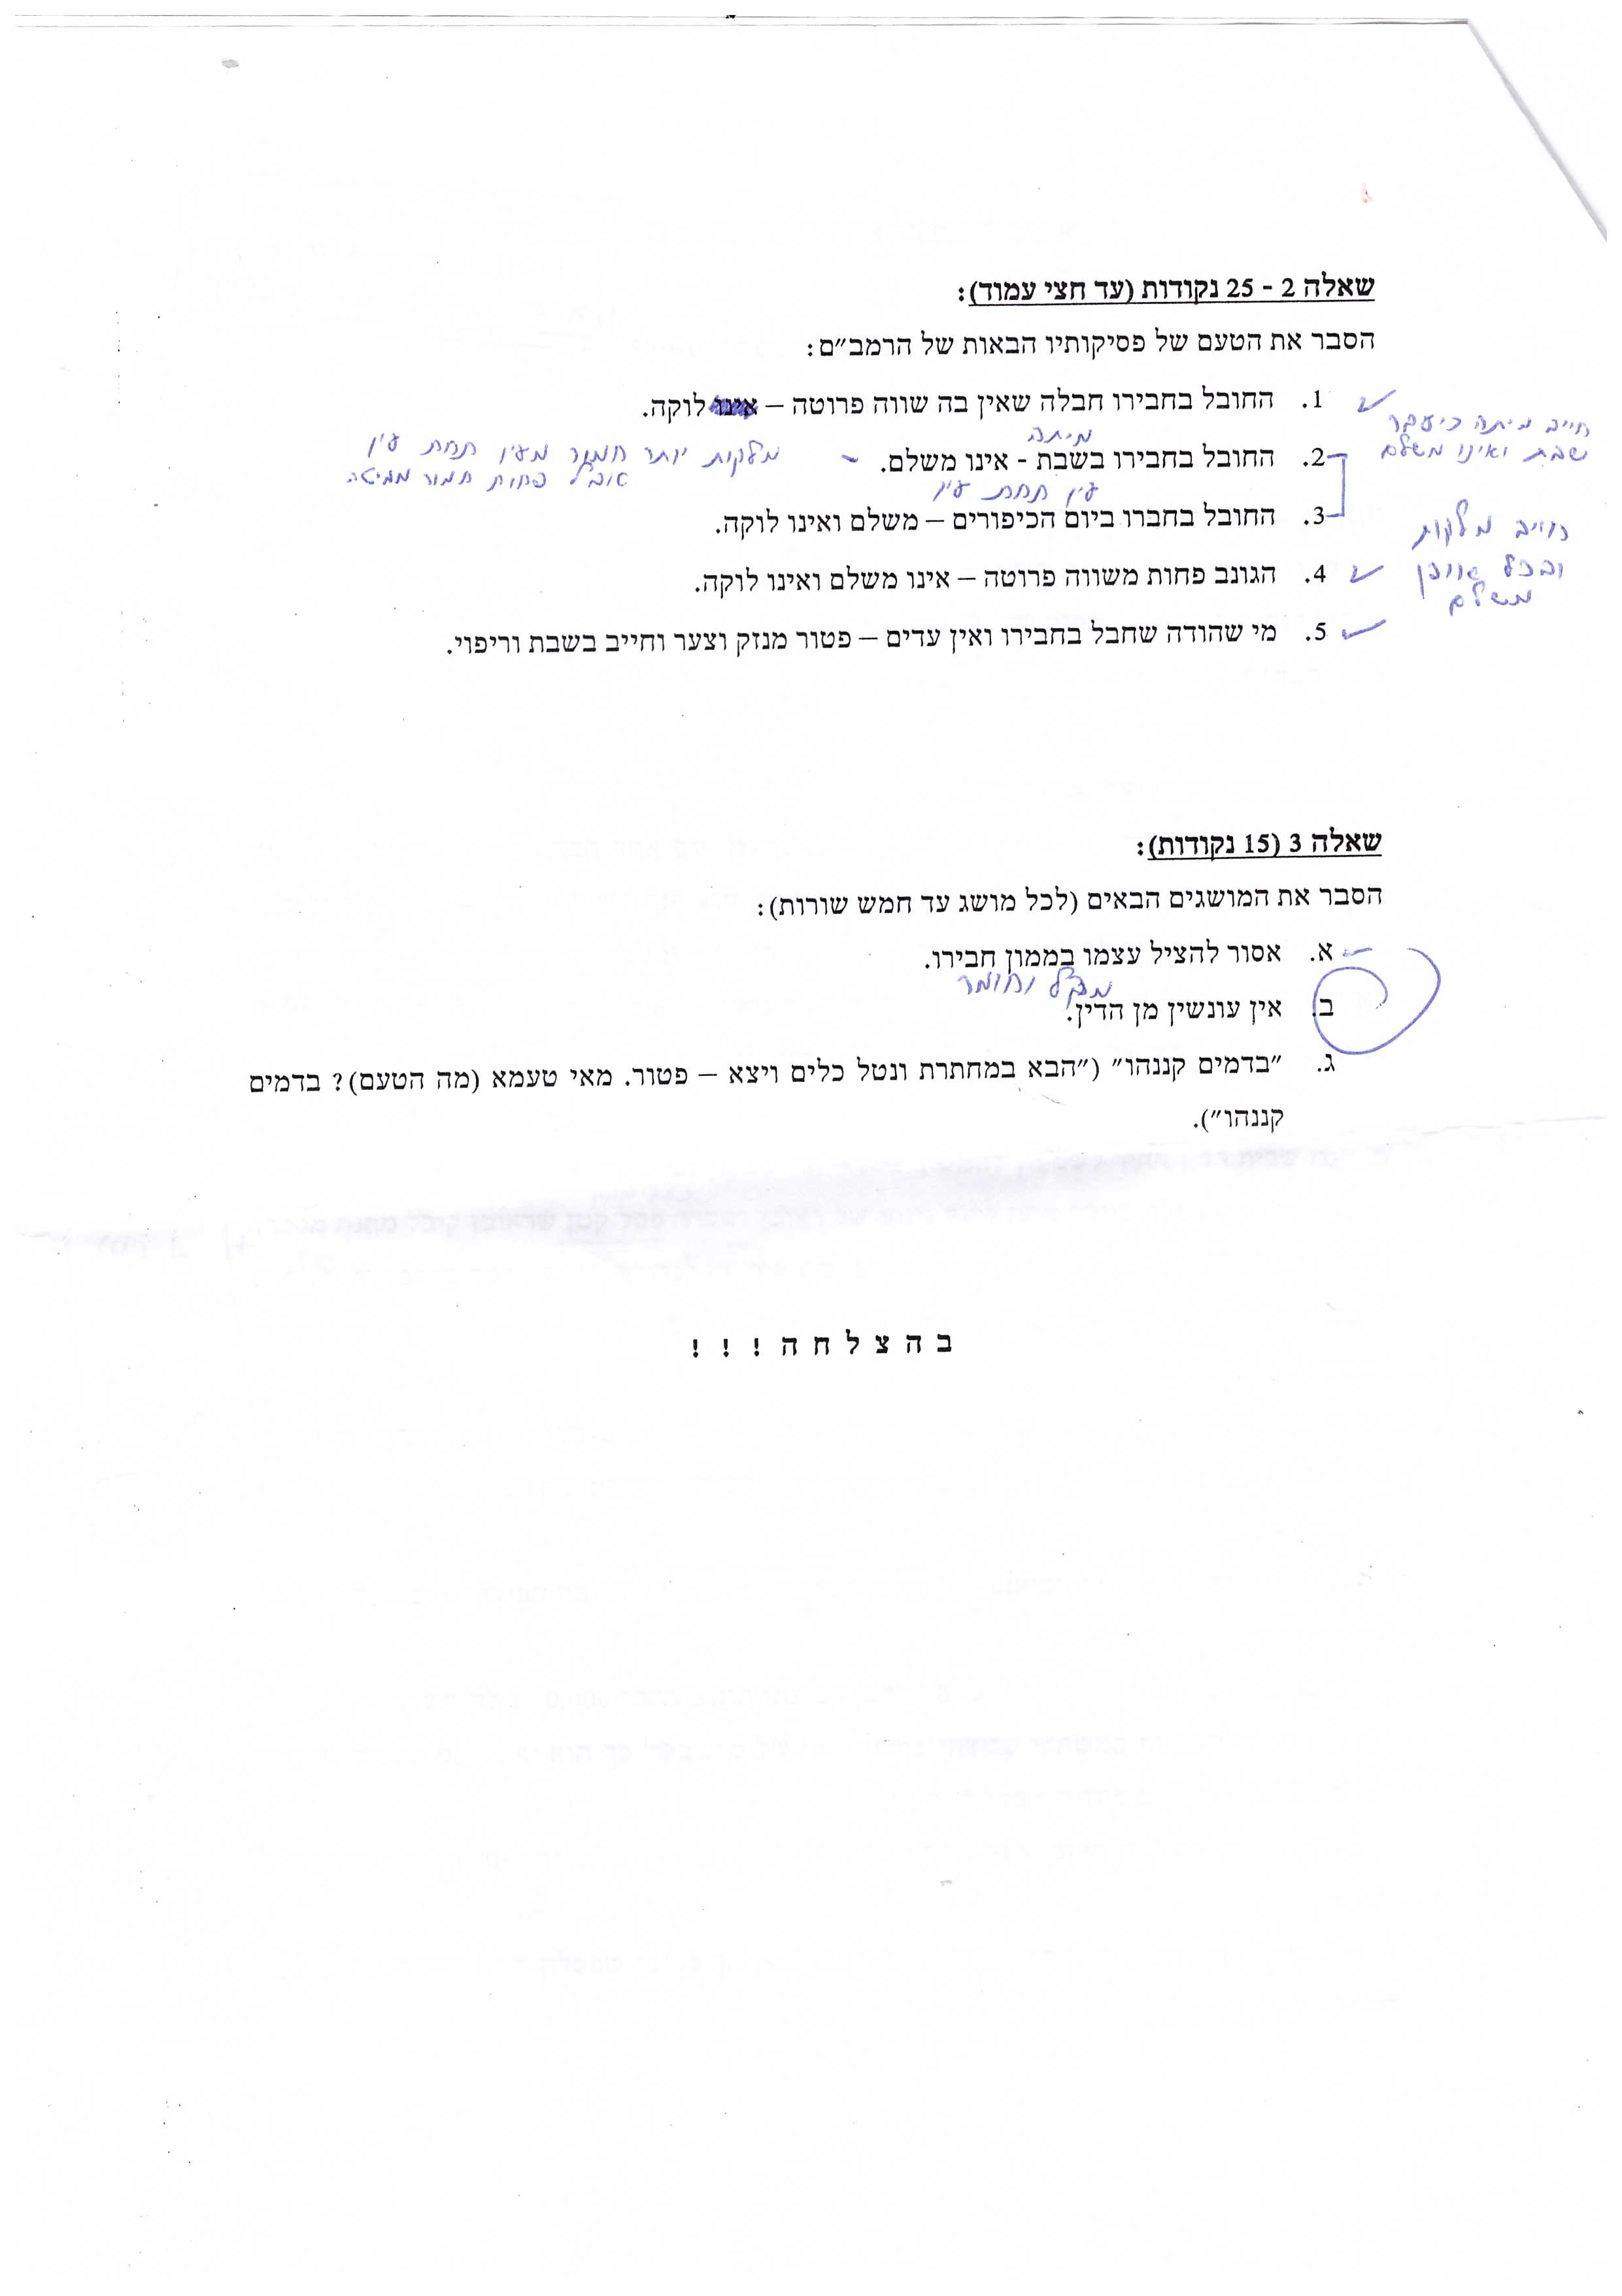 שאלה 2 - 25 נקודות (עד חצי עמוד):
הסבר את הטעם של פסיקותיו הבאות של הרמב״ם:
1. החובל בחבירו חבלה שאין בה שווה פרוטה – אינו לוקה.
חייב מיתה כי עבר
שבת ואינו משלם
מיתה
2. החובל בחבירו בשבת - אינו משלם.
מלקות יותר חמור מעין תחת עין
אבל פחות חמור ממיטה
עין תחת עין
3. החובל בחברו ביום הכיפורים – משלם ואינו לוקה.
חייב מלקות
ובכל אופן
משלם
4. הגונב פחות משווה פרוטה – אינו משלם ואינו לוקה.
5. מי שהודה שחבל בחבירו ואין עדים – פטור מנזק וצער וחייב בשבת וריפוי.
שאלה 3 (15 נקודות):
הסבר את המושגים הבאים (לכל מושג עד חמש שורות):
א. אסור להציל עצמו בממון חבירו.
מקל וחומר
ב. אין עונשין מן הדין.
ג. ״בדמים קננהו״ (״הבא במחתרת ונטל כלים ויצא – פטור. מאי טעמא (מה הטעם)? בדמים
קננהו״).
בהצלחה!!!